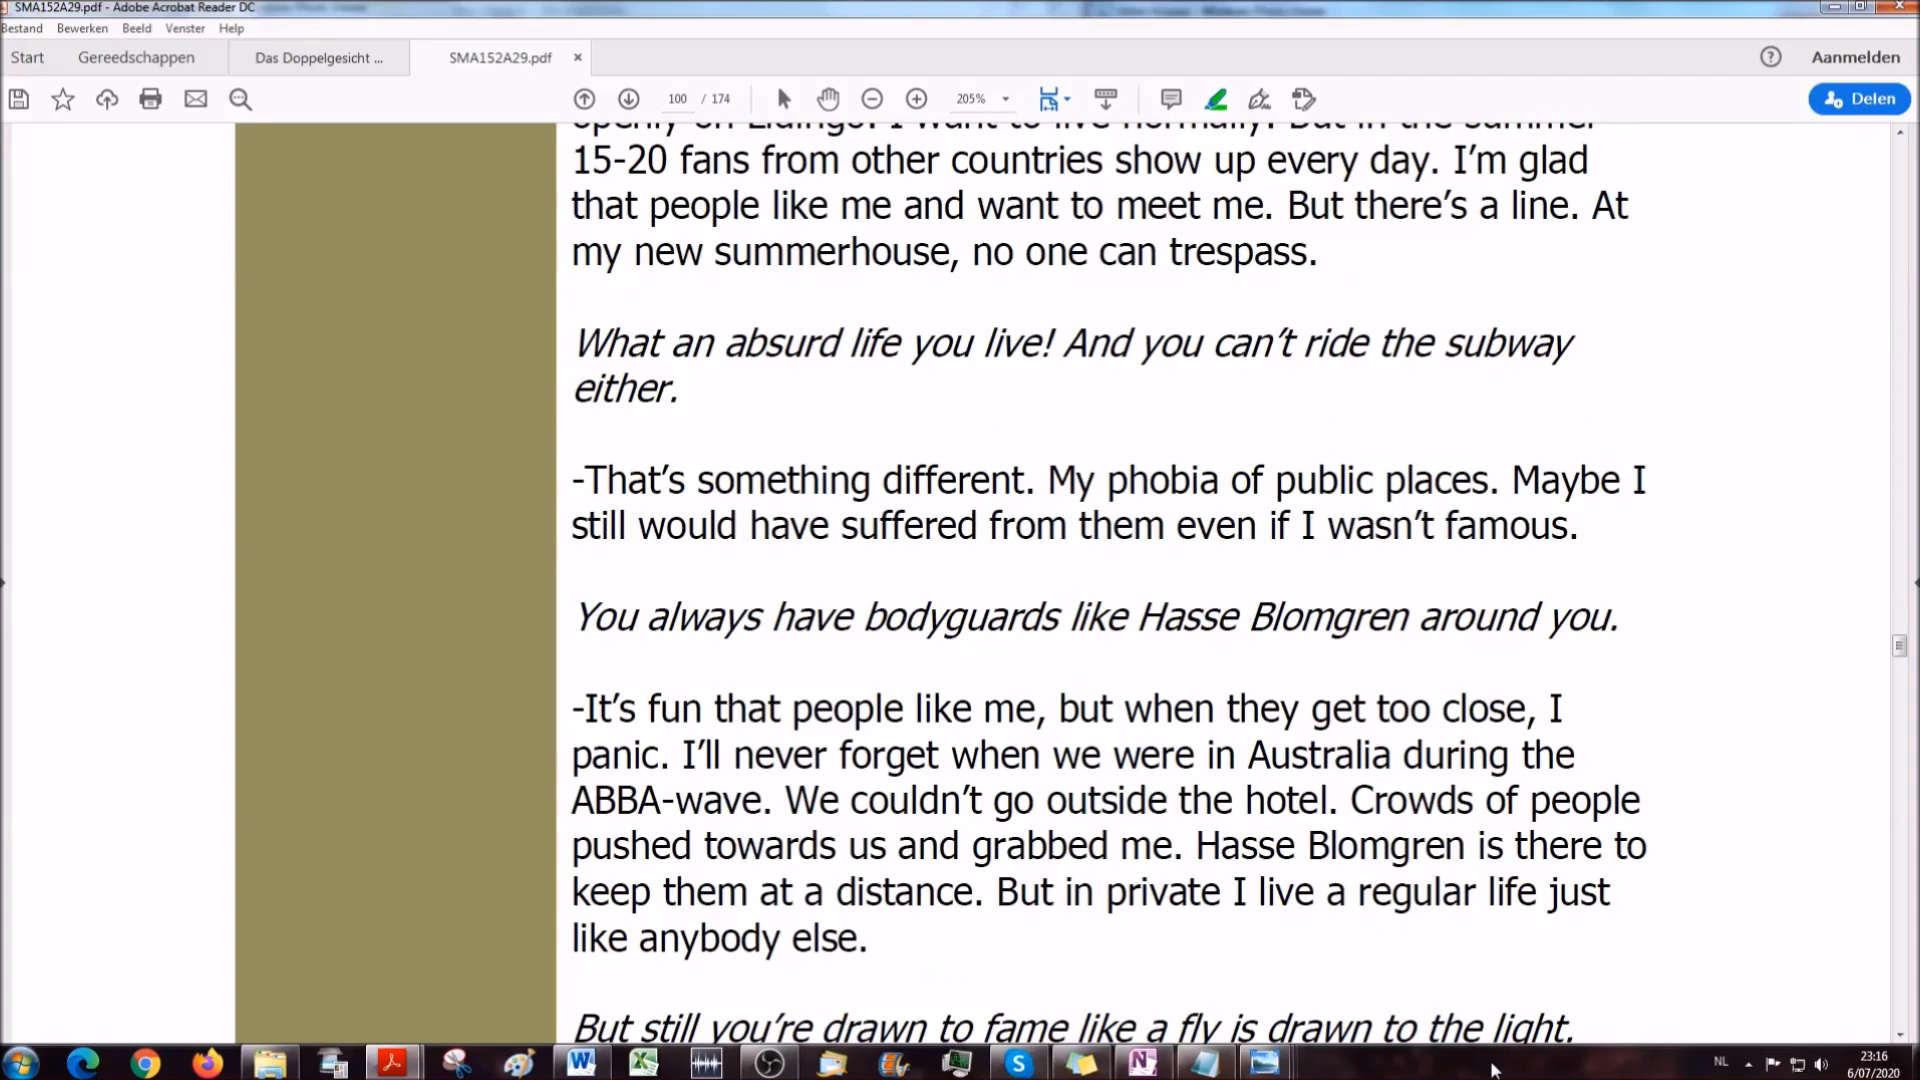 SMA152A29.pdf - Adobe Acrobat Reader DC
Bestand Bewerken Beeld Venster Help
Start Gereedschappen Das Doppelgesicht ... SMA152A29.pdf × Aanmelden
100 / 174 205% Delen
15-20 fans from other countries show up every day. I’m glad
that people like me and want to meet me. But there’s a line. At
my new summerhouse, no one can trespass.
What an absurd life you live! And you can’t ride the subway
either.
-That’s something different. My phobia of public places. Maybe I
still would have suffered from them even if I wasn’t famous.
You always have bodyguards like Hasse Blomgren around you.
-It’s fun that people like me, but when they get too close, I
panic. I’ll never forget when we were in Australia during the
ABBA-wave. We couldn’t go outside the hotel. Crowds of people
pushed towards us and grabbed me. Hasse Blomgren is there to
keep them at a distance. But in private I live a regular life just
like anybody else.
But still you’re drawn to fame like a fly is drawn to the light.
NL 23:16
6/07/2020